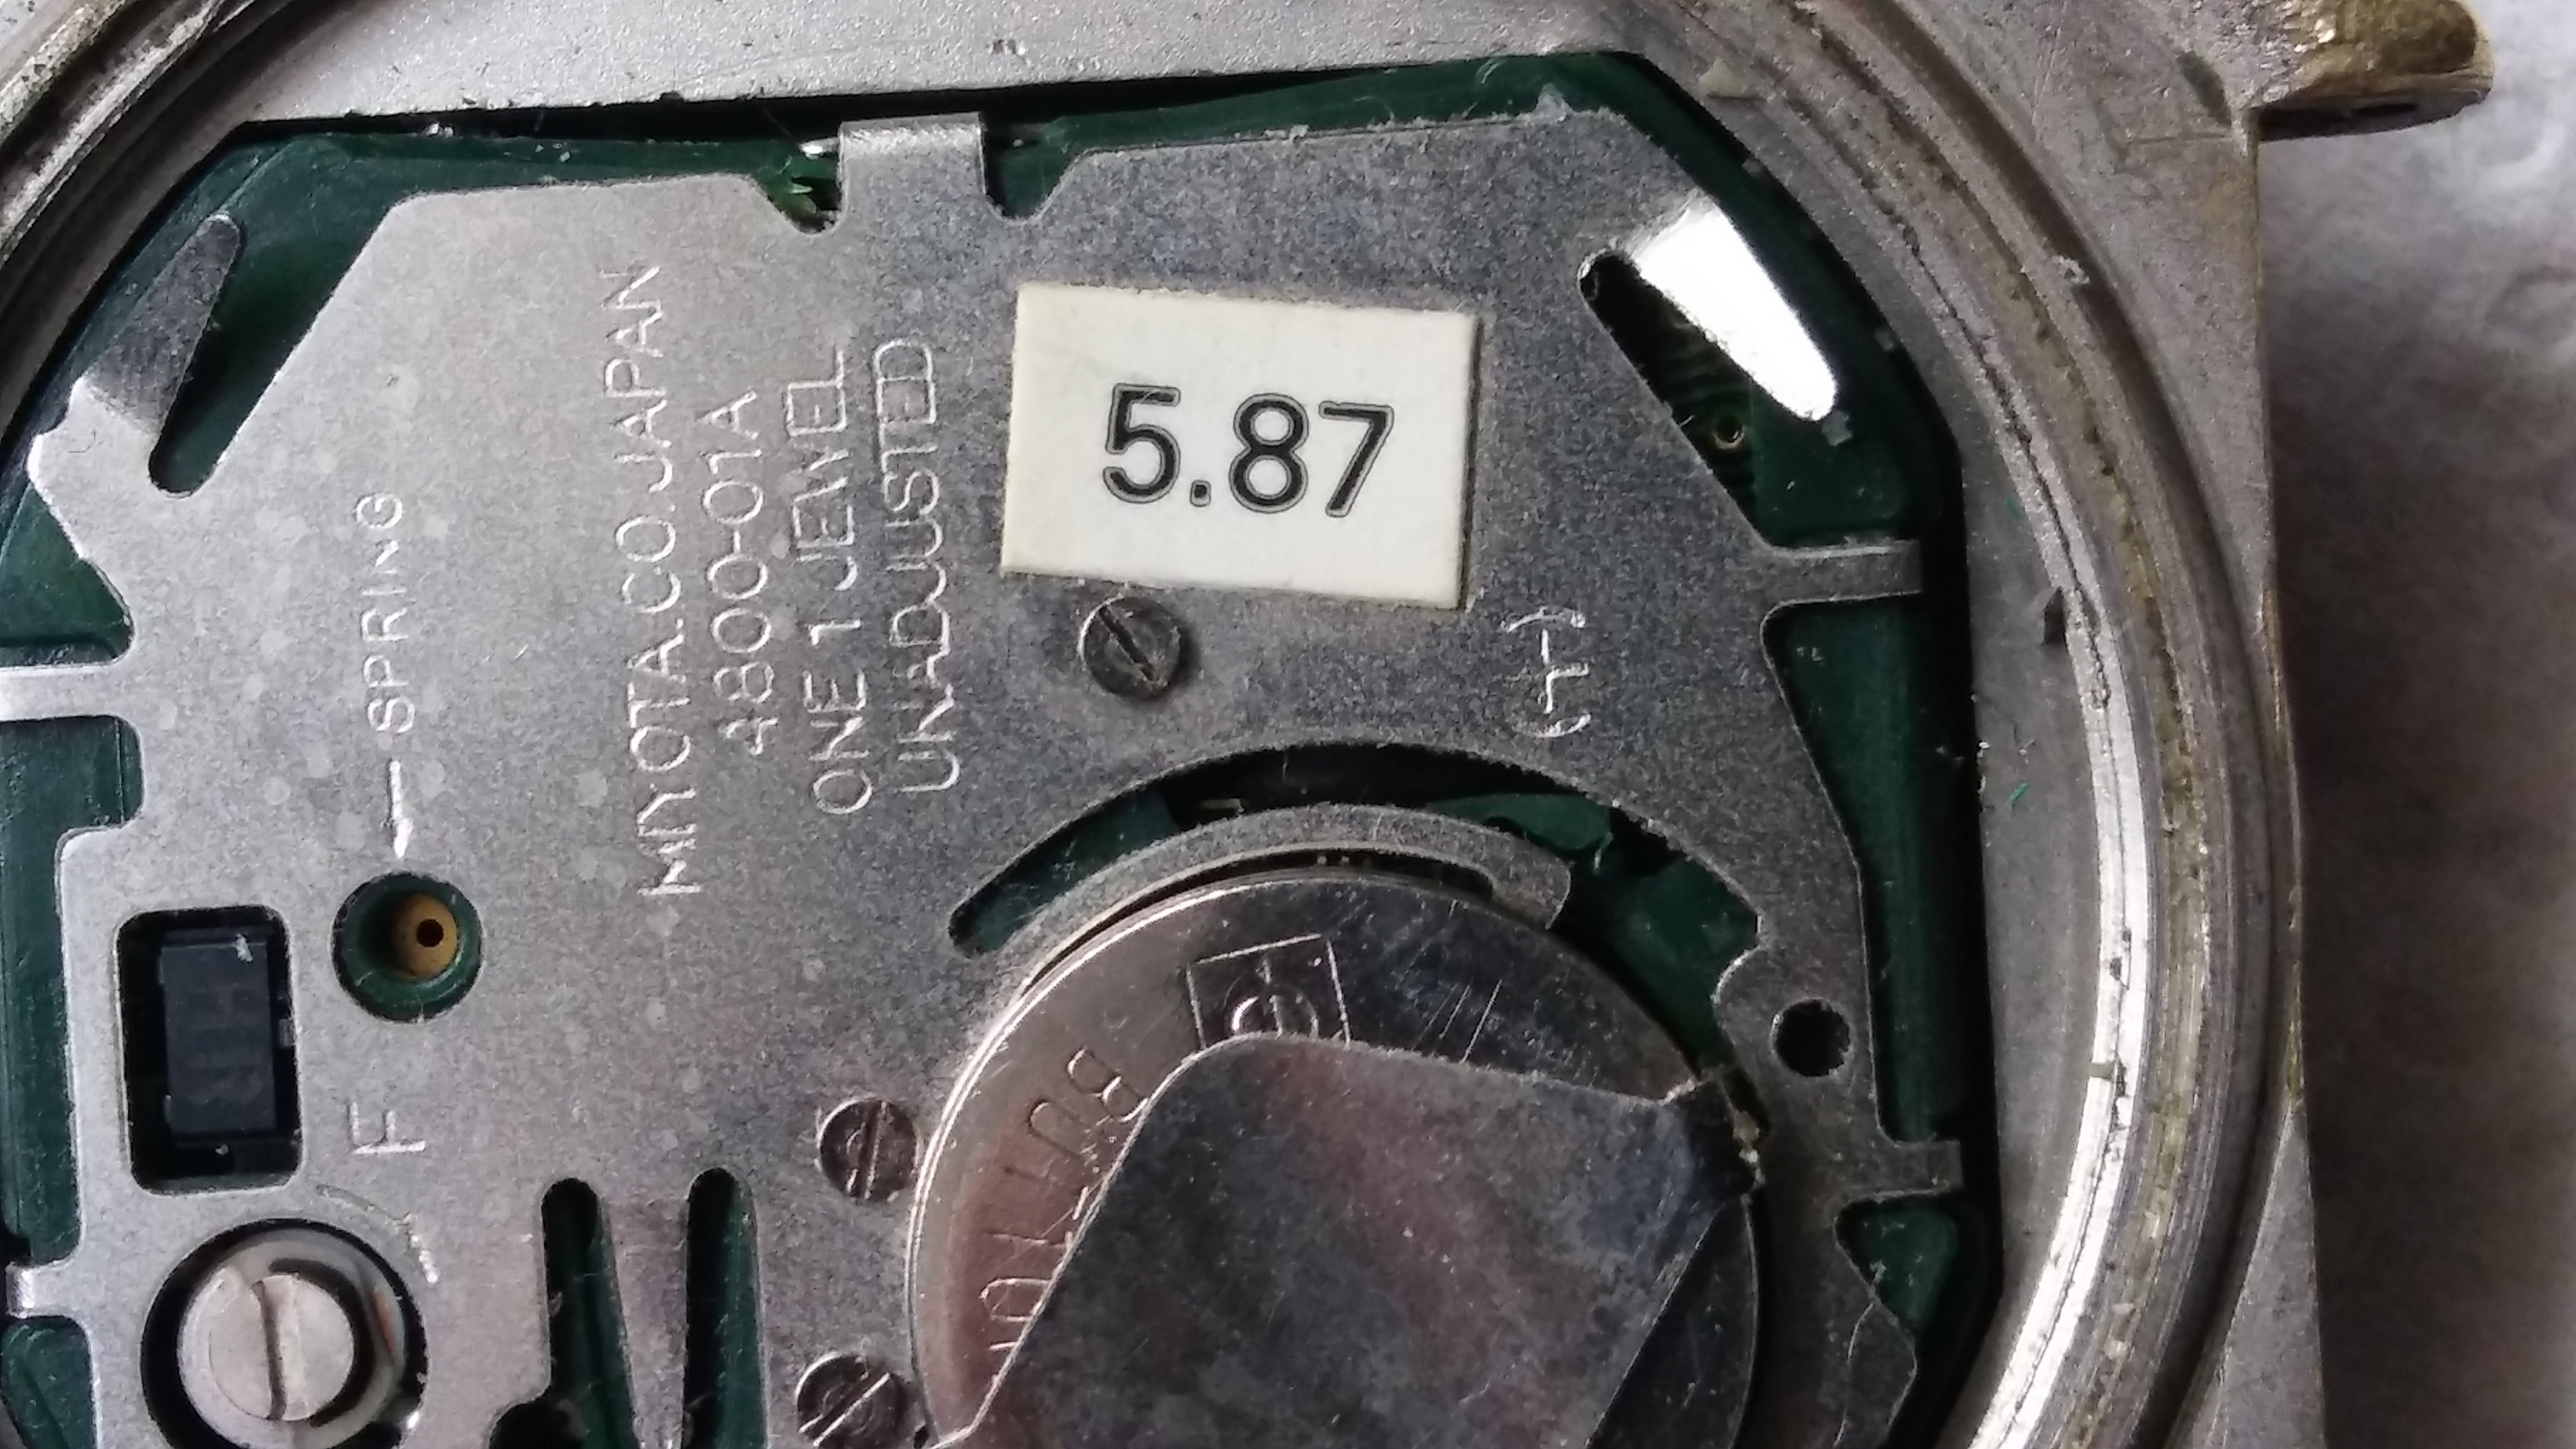 MIYOTA.CO.JAPAN
4800-01A
ONE 1 JEWEL
UNADJUSTED
SPRING
5.87
(+)
F